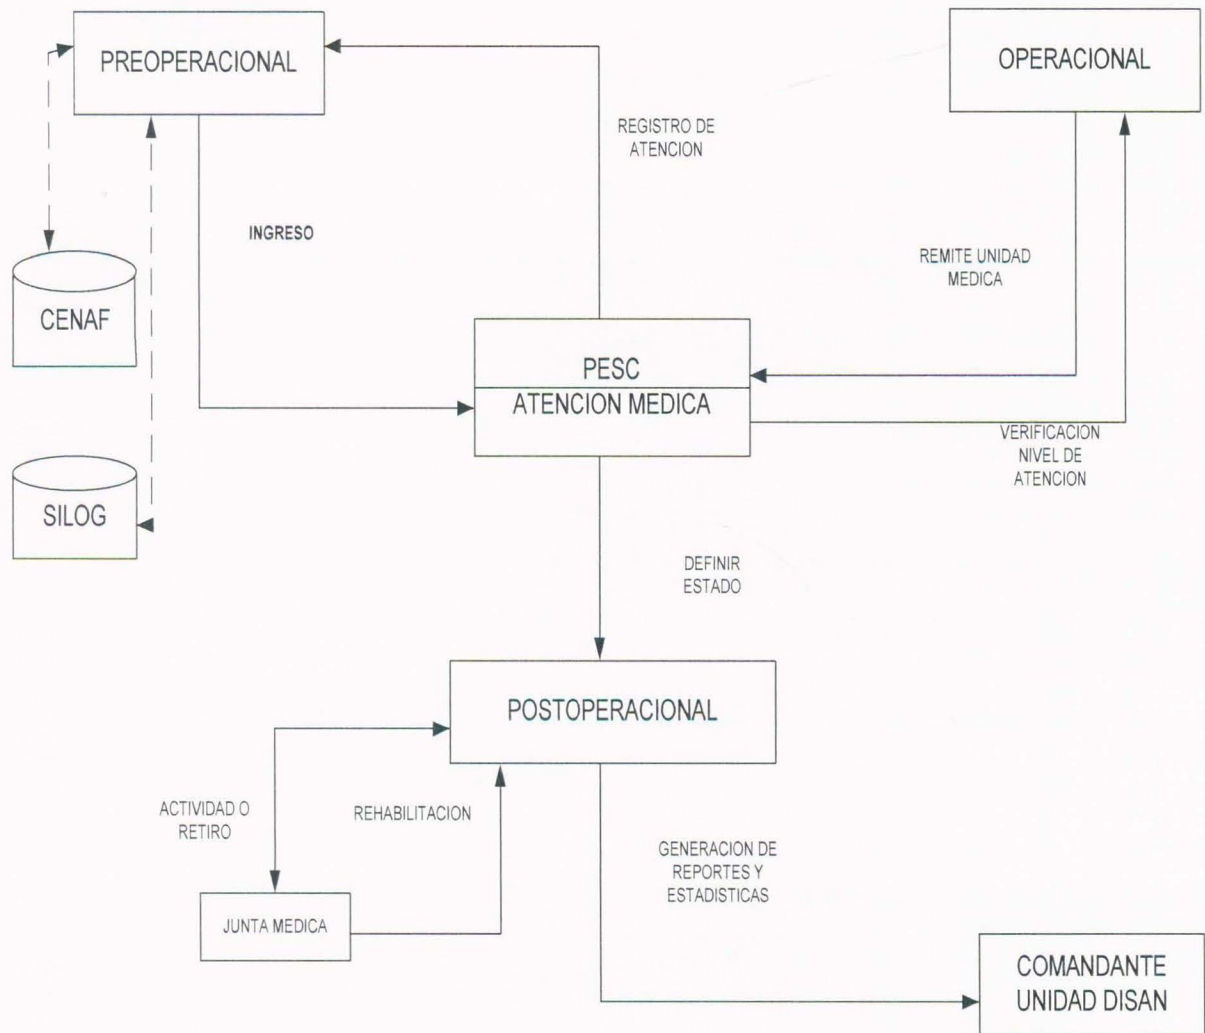 PREOPERACIONAL
OPERACIONAL
REGISTRO DE
ATENCION
INGRESO
REMITE UNIDAD
MEDICA
CENAF
PESC
ATENCION MEDICA
VERIFICACION
NIVEL DE
ATENCION
SILOG
DEFINIR
ESTADO
POSTOPERACIONAL
ACTIVIDAD O
RETIRO
REHABILITACION
GENERACION DE
REPORTES Y
ESTADISTICAS
JUNTA MEDICA
COMANDANTE
UNIDAD DISAN